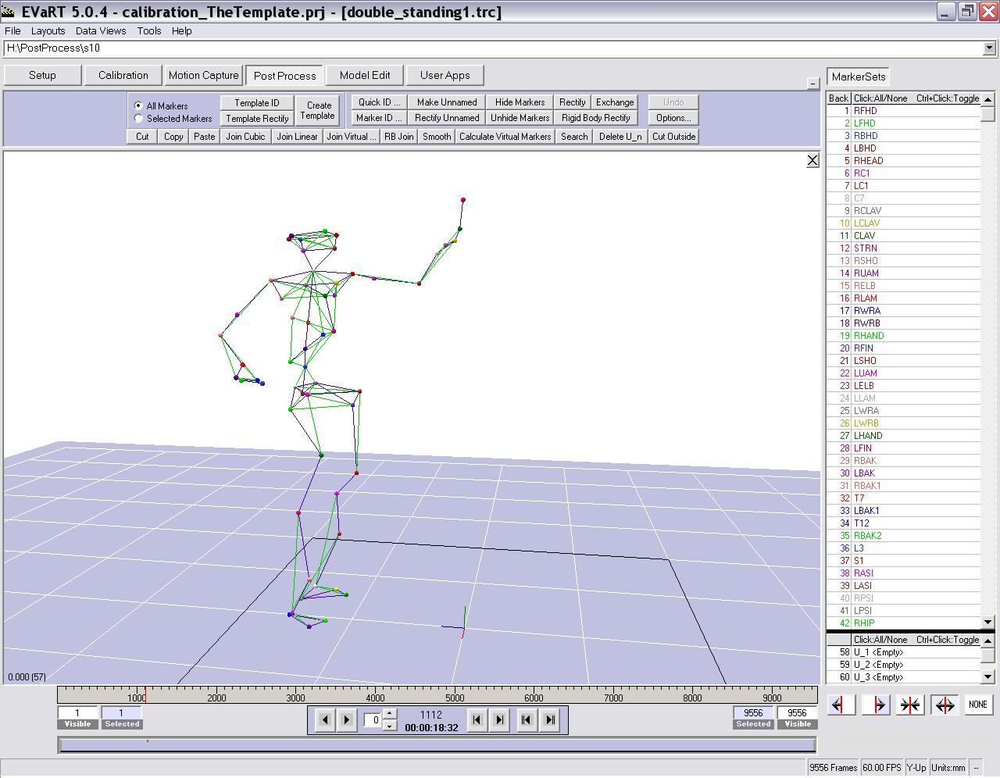 EVaRT 5.0.4 - calibration_TheTemplate.prj - [double_standing1.trc]
File Layouts Data Views Tools Help
H:\PostProcess\s10
Setup Calibration Motion Capture Post Process Model Edit User Apps
MarkerSets
All Markers
Selected Markers
Template ID
Template Rectify
Create Template
Quick ID ... Make Unnamed Hide Markers Rectify Exchange Undo
Marker ID ... Rectify Unnamed Unhide Markers Rigid Body Rectify Options...
Cut Copy Paste Join Cubic Join Linear Join Virtual ... RB Join Smooth Calculate Virtual Markers Search Delete U_n Cut Outside
Back Click:All/None Ctrl+Click:Toggle
1 RFHD
2 LFHD
3 RBHD
4 LBHD
5 RHEAD
6 RC1
7 LC1
8 C7
9 RCLAV
10 LCLAV
11 CLAV
12 STRN
13 RSHO
14 RUAM
15 RELB
16 RLAM
17 RWRA
18 RWRB
19 RHAND
20 RFIN
21 LSHO
22 LUAM
23 LELB
24 LLAM
25 LWRA
26 LWRB
27 LHAND
28 LFIN
29 RBAK
30 LBAK
31 RBAK1
32 T7
33 LBAK1
34 T12
35 RBAK2
36 L3
37 S1
38 RASI
39 LASI
40 RPSI
41 LPSI
42 RHIP
Click:All/None Ctrl+Click:Toggle
58 U_1 <Empty>
59 U_2 <Empty>
60 U_3 <Empty>
0.000 (57)
1000 2000 3000 4000 5000 6000 7000 8000 9000
1 1 0 1112 9556 9556
Visible Selected 00:00:18:32 Selected Visible
NONE
9556 Frames 60.00 FPS Y-Up Units:mm --